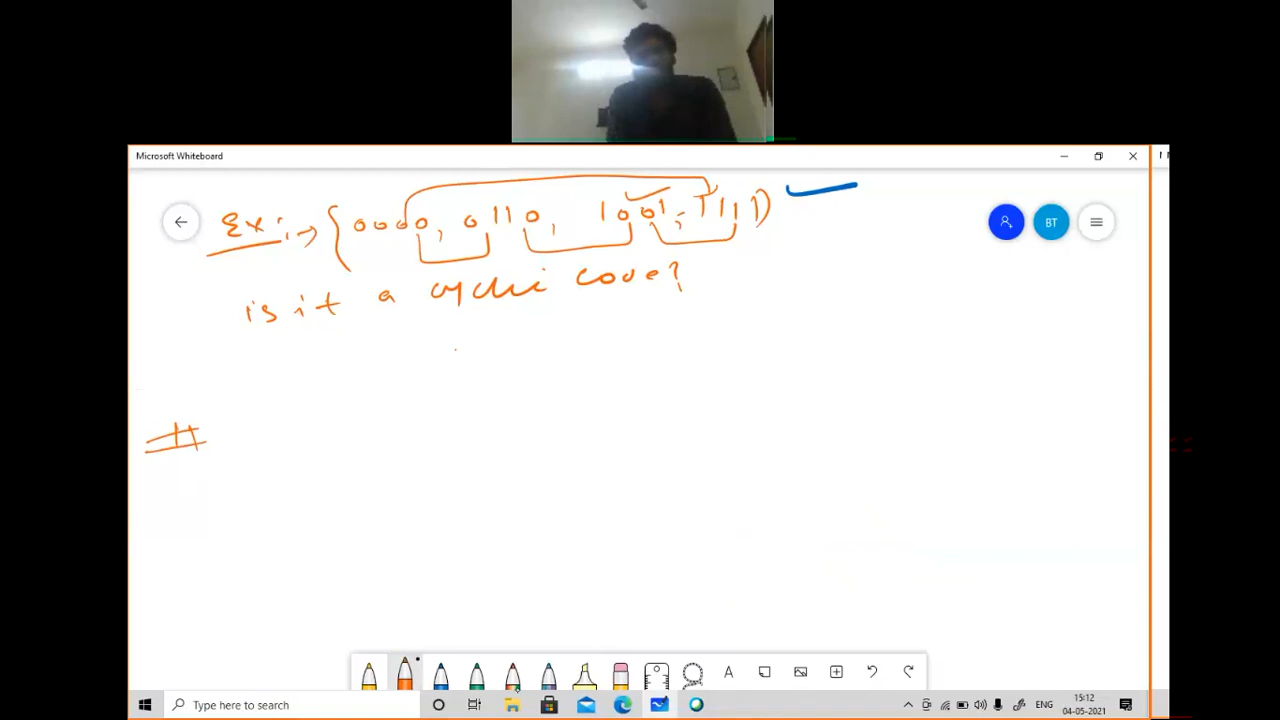 Microsoft Whiteboard
Ex:→ {0000, 0110, 1001, 1111}
BT
is it a cyclic code?
#
A
Type here to search
ENG
15:12
04-05-2021